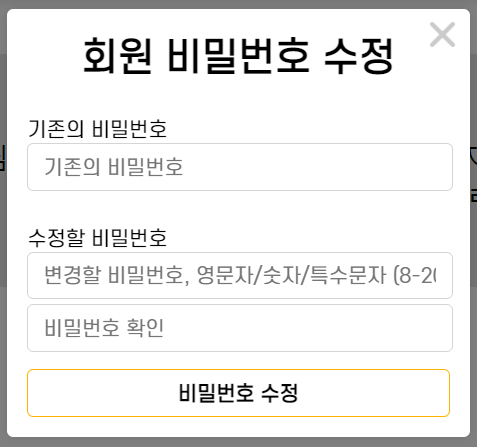 회원 비밀번호 수정
기존의 비밀번호
기존의 비밀번호
수정할 비밀번호
변경할 비밀번호, 영문자/숫자/특수문자 (8-20
비밀번호 확인
비밀번호 수정